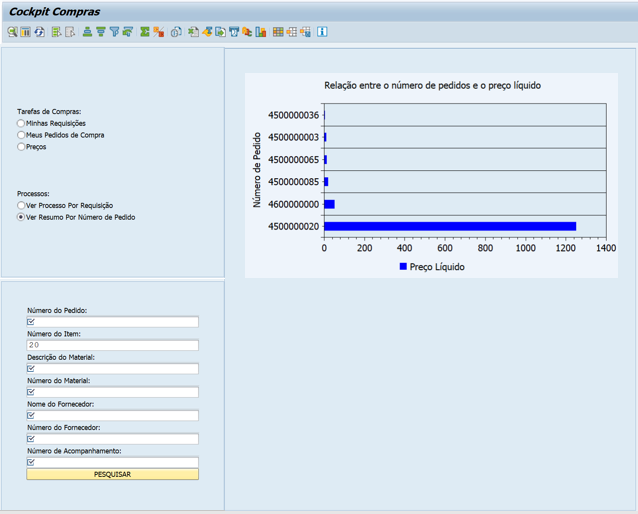 Cockpit Compras
Tarefas de Compras:
Minhas Requisições
Meus Pedidos de Compra
Preços
Processos:
Ver Processo Por Requisição
Ver Resumo Por Número de Pedido
Número do Pedido:
Número do Item:
20
Descrição do Material:
Número do Material:
Nome do Fornecedor:
Número do Fornecedor:
Número de Acompanhamento:
PESQUISAR
Relação entre o número de pedidos e o preço líquido
Número de Pedido
4500000036
4500000003
4500000065
4500000085
4600000000
4500000020
0 200 400 600 800 1000 1200 1400
Preço Líquido